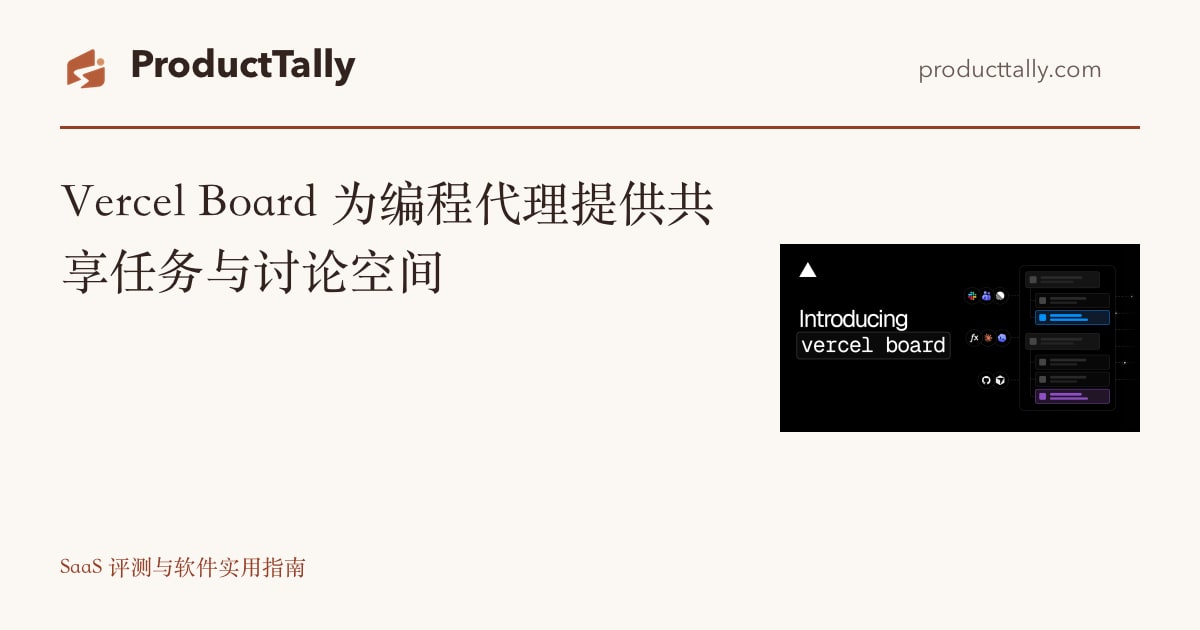 ProductTally
producttally.com
Vercel Board 为编程代理提供共
享任务与讨论空间
Introducing
vercel board
SaaS 评测与软件实用指南